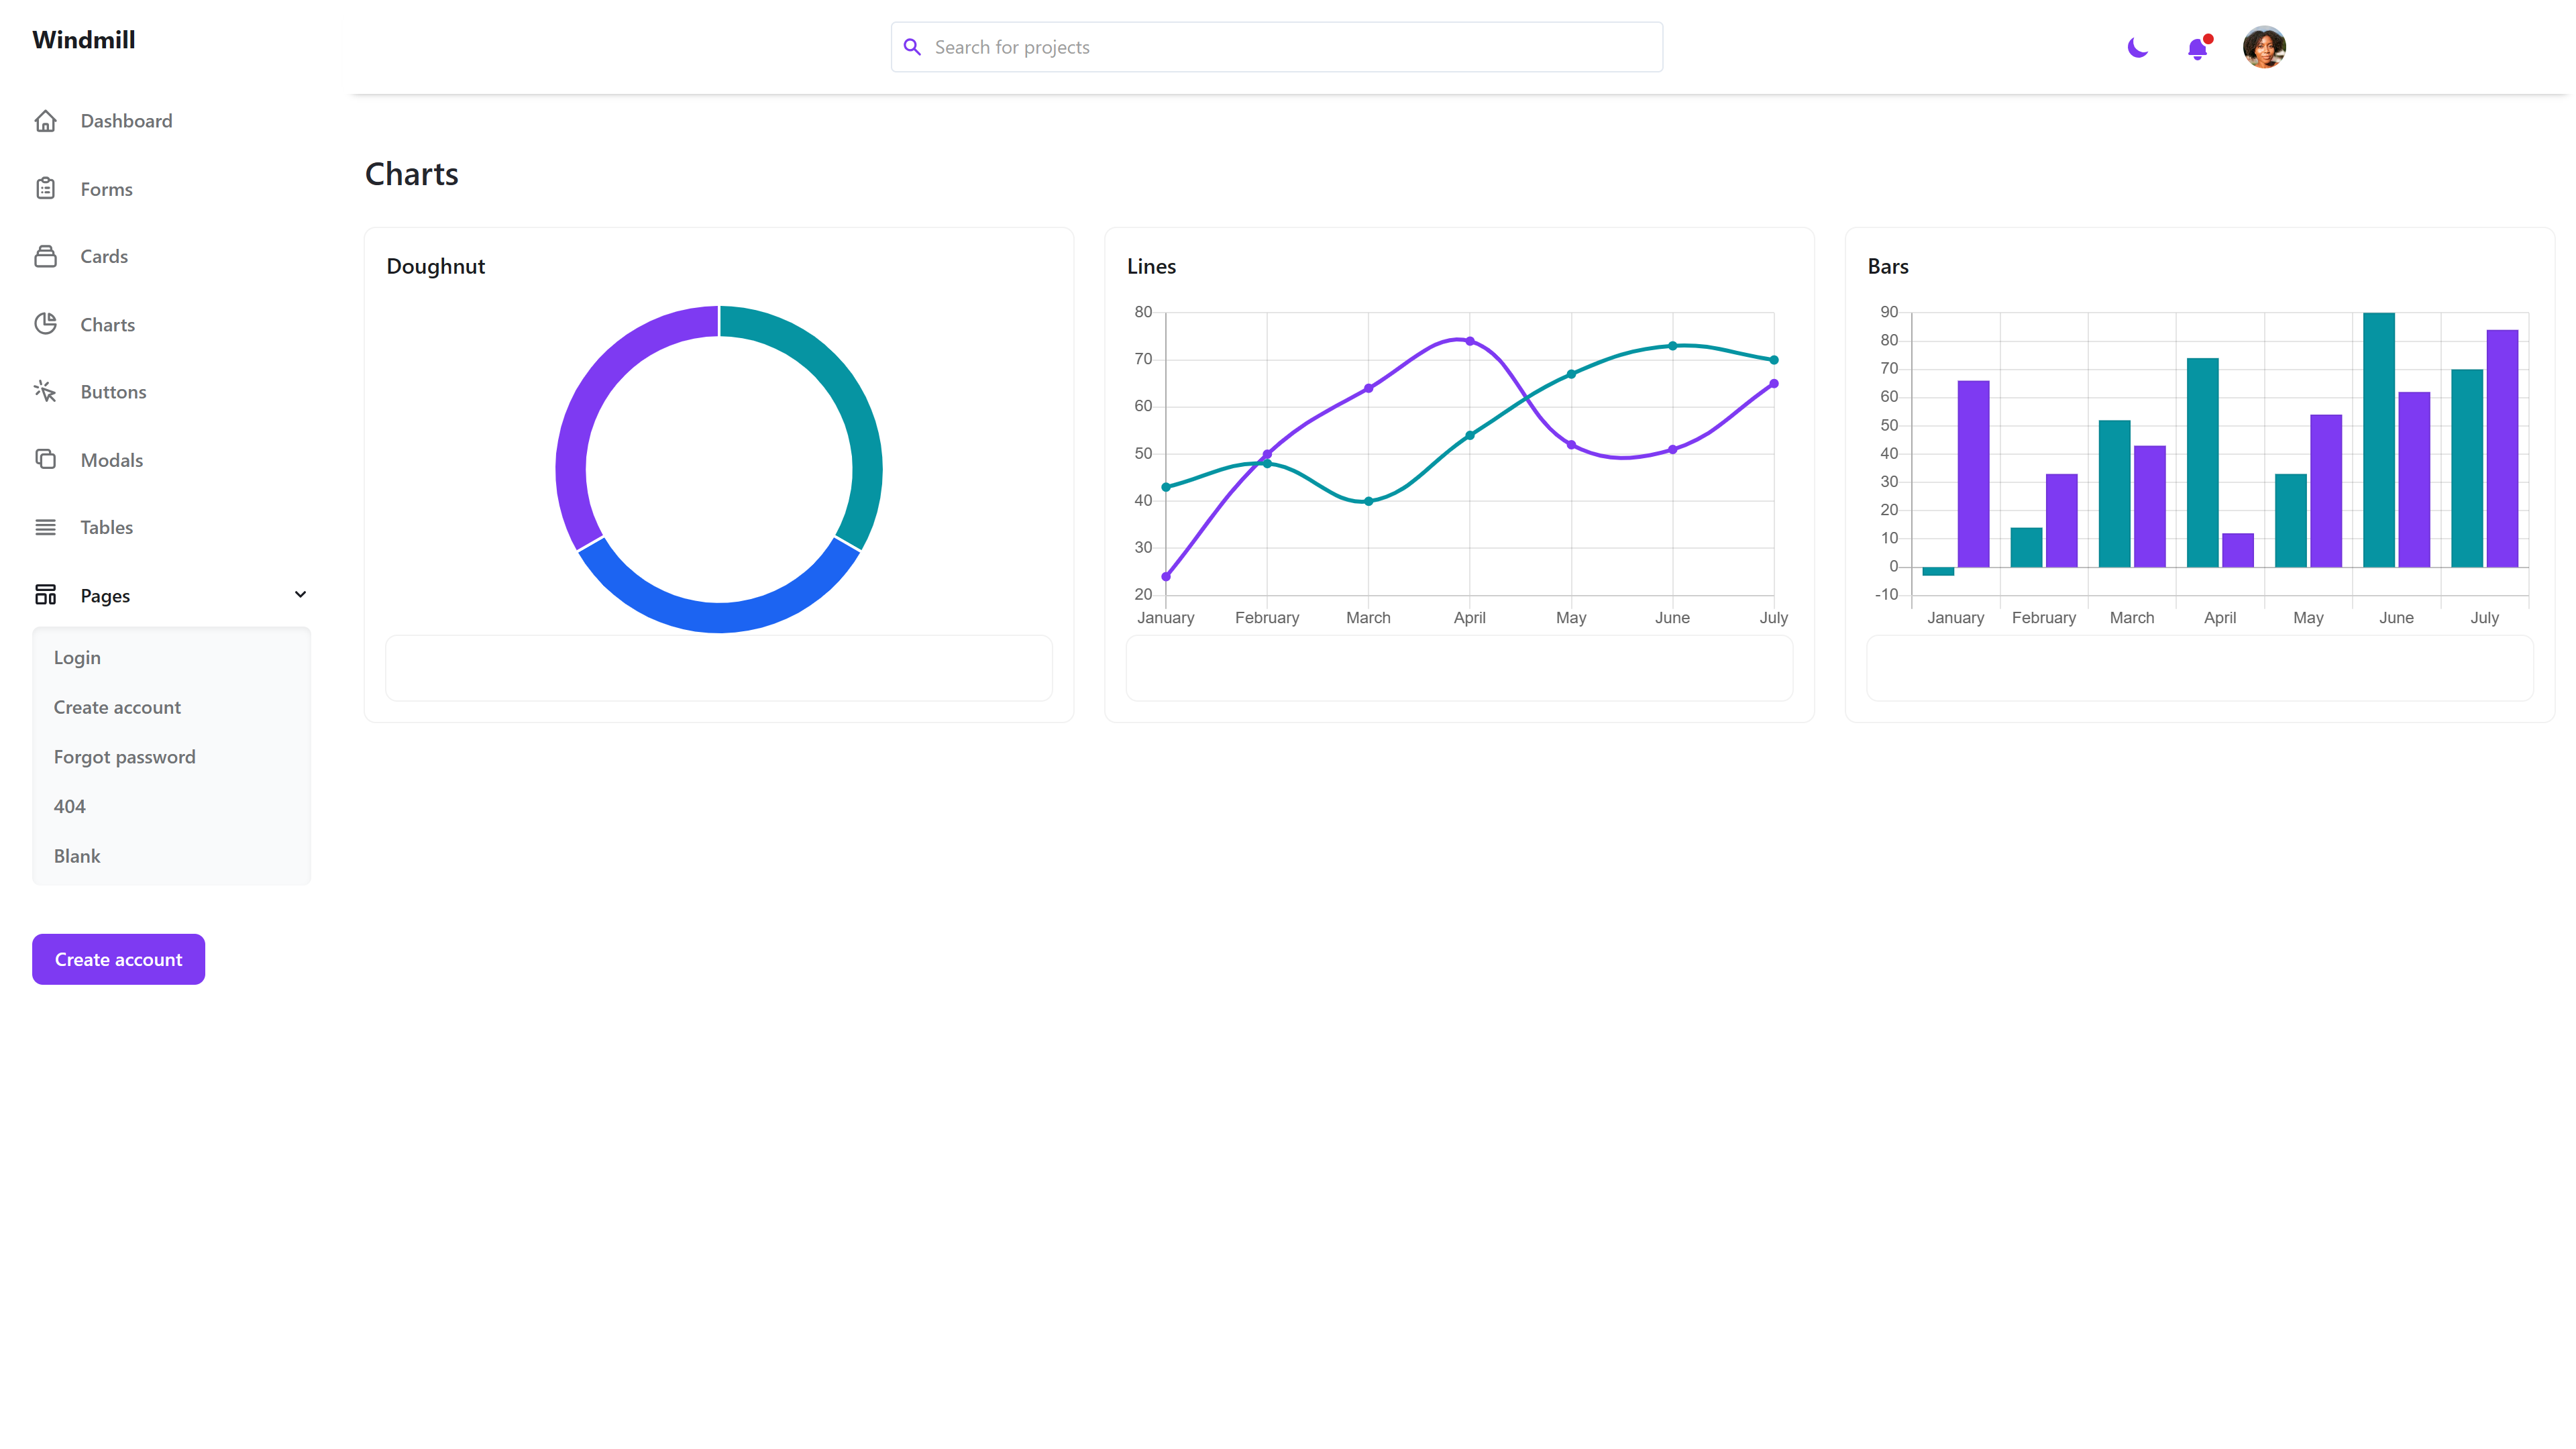 Windmill
Search for projects
Dashboard
Forms
Cards
Charts
Buttons
Modals
Tables
Pages
Login
Create account
Forgot password
404
Blank
Create account
Charts
Doughnut
Lines
80
70
60
50
40
30
20
January February March April May June July
Bars
90
80
70
60
50
40
30
20
10
0
-10
January February March April May June July